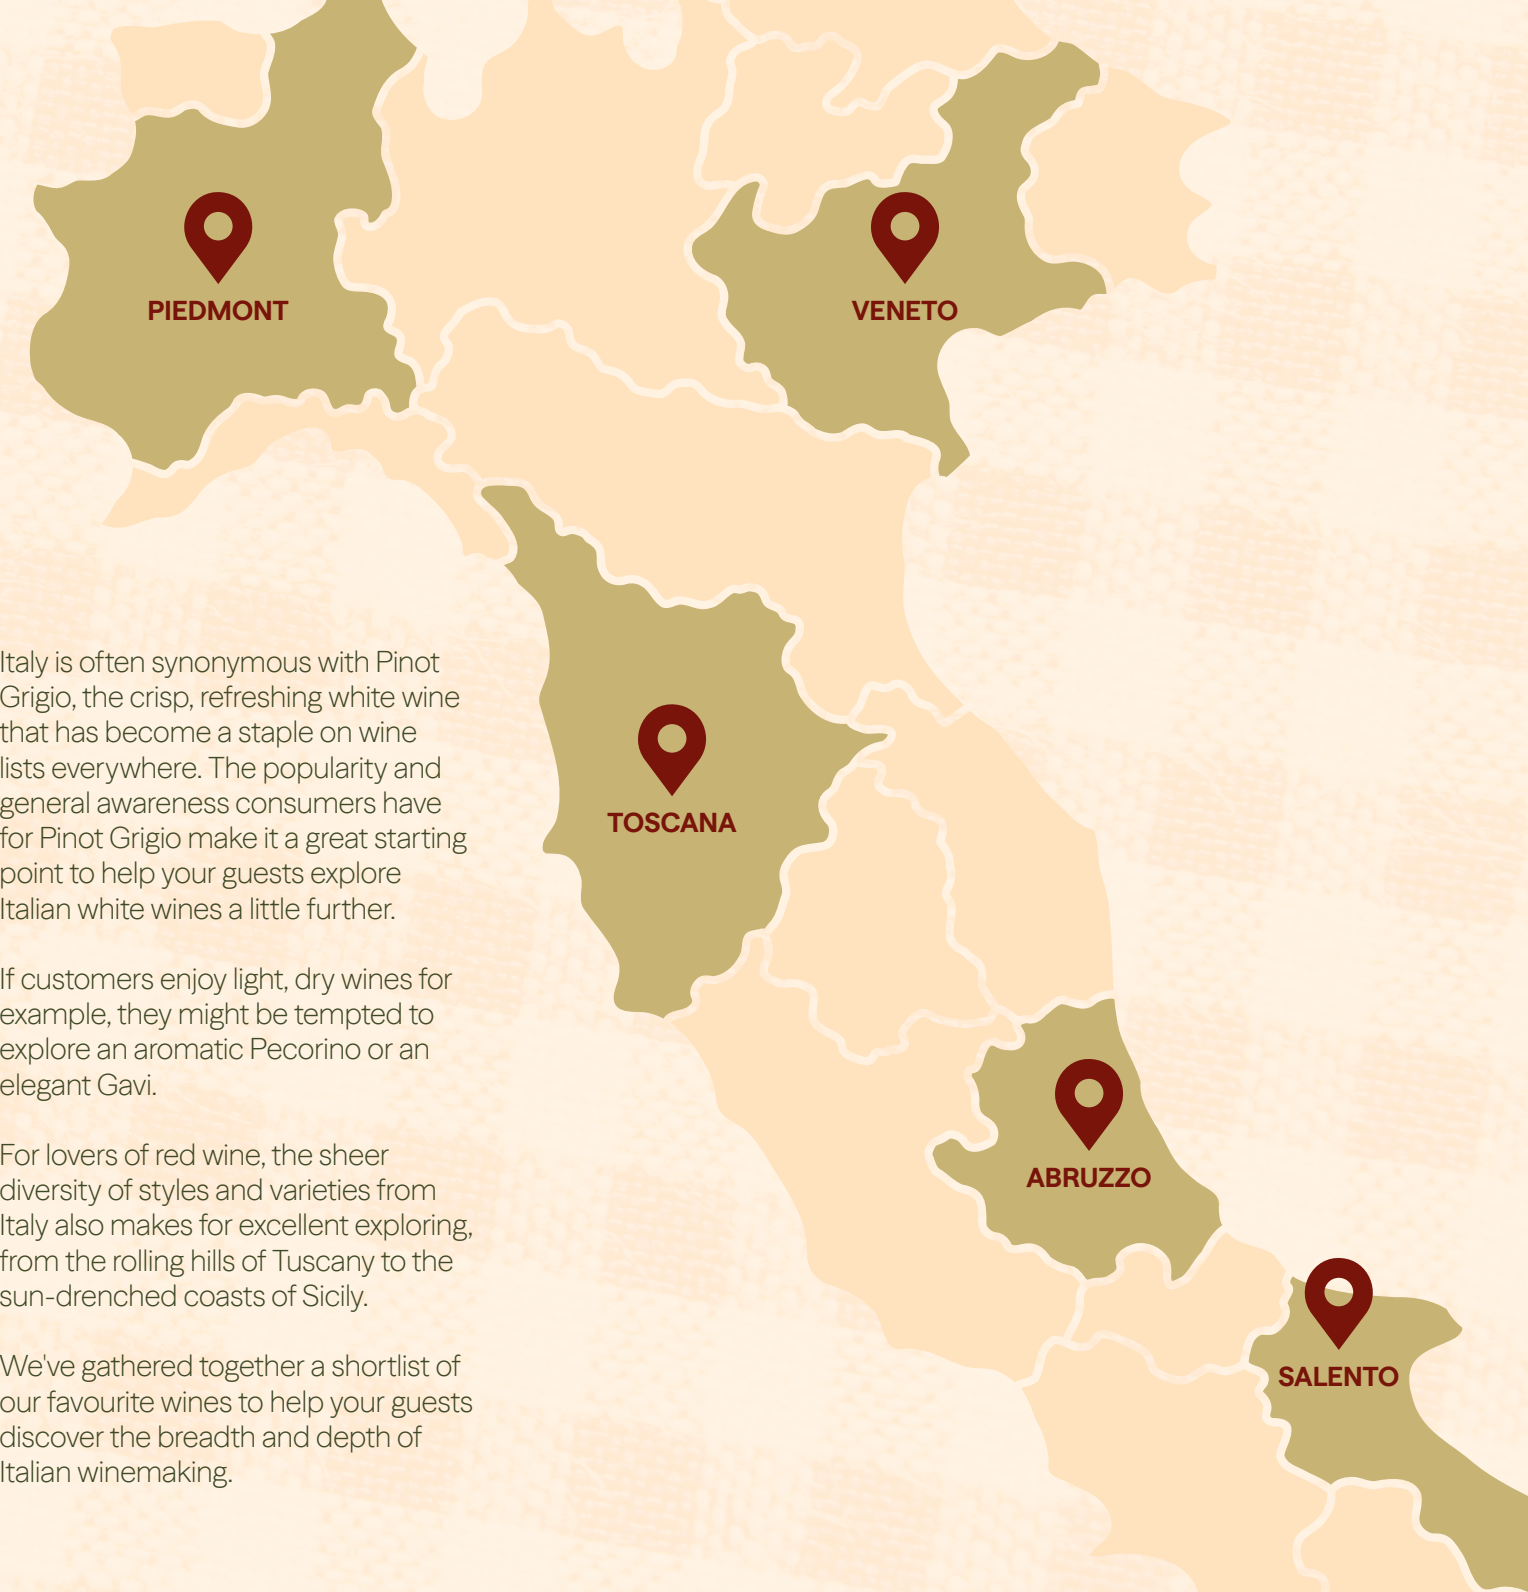 PIEDMONT
VENETO
TOSCANA
ABRUZZO
SALENTO
Italy is often synonymous with Pinot
Grigio, the crisp, refreshing white wine
that has become a staple on wine
lists everywhere. The popularity and
general awareness consumers have
for Pinot Grigio make it a great starting
point to help your guests explore
Italian white wines a little further.
If customers enjoy light, dry wines for
example, they might be tempted to
explore an aromatic Pecorino or an
elegant Gavi.
For lovers of red wine, the sheer
diversity of styles and varieties from
Italy also makes for excellent exploring,
from the rolling hills of Tuscany to the
sun-drenched coasts of Sicily.
We've gathered together a shortlist of
our favourite wines to help your guests
discover the breadth and depth of
Italian winemaking.